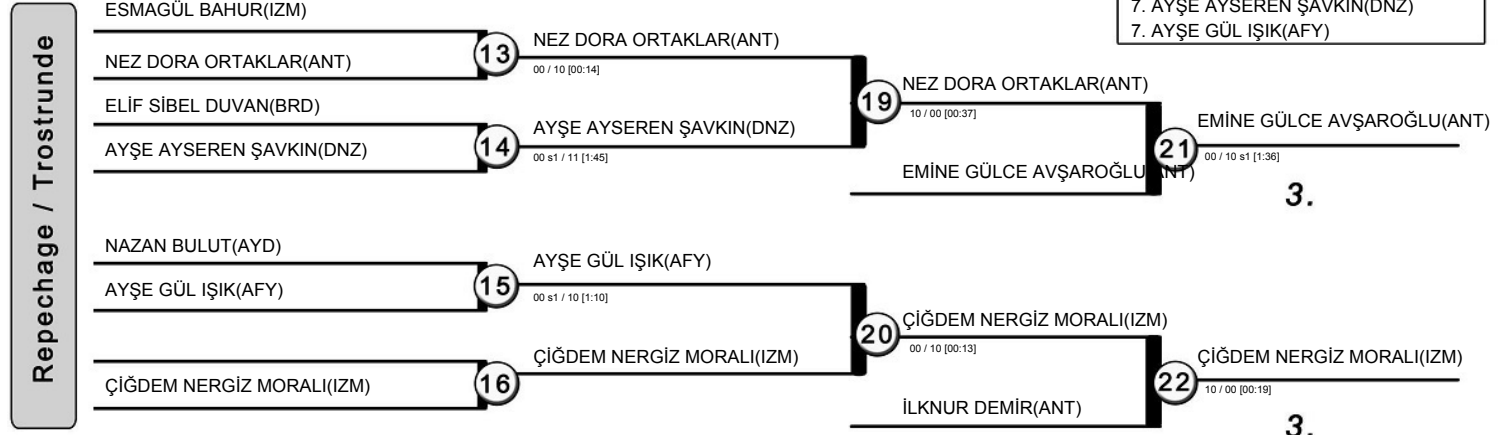 7. AYŞE AYSEREN ŞAVKIN(DNZ)
7. AYŞE GÜL IŞIK(AFY)
Repechage / Trostrunde
ESMAGÜL BAHUR(IZM)
NEZ DORA ORTAKLAR(ANT)
13
NEZ DORA ORTAKLAR(ANT)
00 / 10 [00:14]
ELİF SİBEL DUVAN(BRD)
AYŞE AYSEREN ŞAVKIN(DNZ)
14
AYŞE AYSEREN ŞAVKIN(DNZ)
00 s1 / 11 [1:45]
19
NEZ DORA ORTAKLAR(ANT)
10 / 00 [00:37]
EMİNE GÜLCE AVŞAROĞLU(ANT)
21
EMİNE GÜLCE AVŞAROĞLU(ANT)
00 / 10 s1 [1:36]
3.
NAZAN BULUT(AYD)
AYŞE GÜL IŞIK(AFY)
15
AYŞE GÜL IŞIK(AFY)
00 s1 / 10 [1:10]
ÇİĞDEM NERGİZ MORALI(IZM)
16
ÇİĞDEM NERGİZ MORALI(IZM)
20
ÇİĞDEM NERGİZ MORALI(IZM)
00 / 10 [00:13]
İLKNUR DEMİR(ANT)
22
ÇİĞDEM NERGİZ MORALI(IZM)
10 / 00 [00:19]
3.